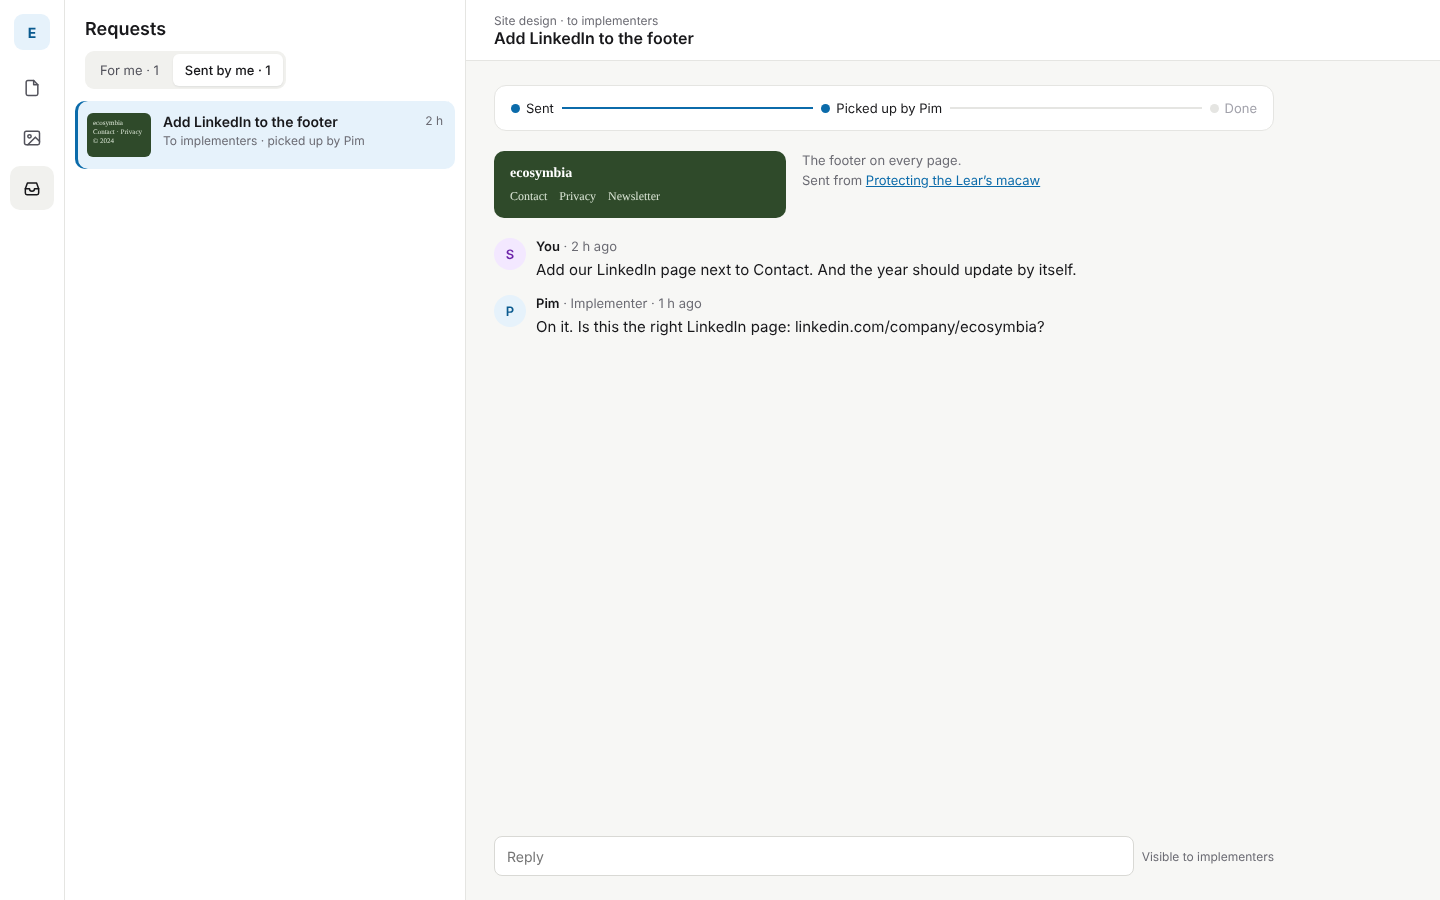 E
Requests
For me · 1
Sent by me · 1
ecosymbia
Contact · Privacy
© 2024
Add LinkedIn to the footer
2 h
To implementers · picked up by Pim
Site design · to implementers
Add LinkedIn to the footer
Sent
Picked up by Pim
Done
ecosymbia
Contact Privacy Newsletter
The footer on every page.
Sent from Protecting the Lear’s macaw
S
You · 2 h ago
Add our LinkedIn page next to Contact. And the year should update by itself.
P
Pim · Implementer · 1 h ago
On it. Is this the right LinkedIn page: linkedin.com/company/ecosymbia?
Reply
Visible to implementers